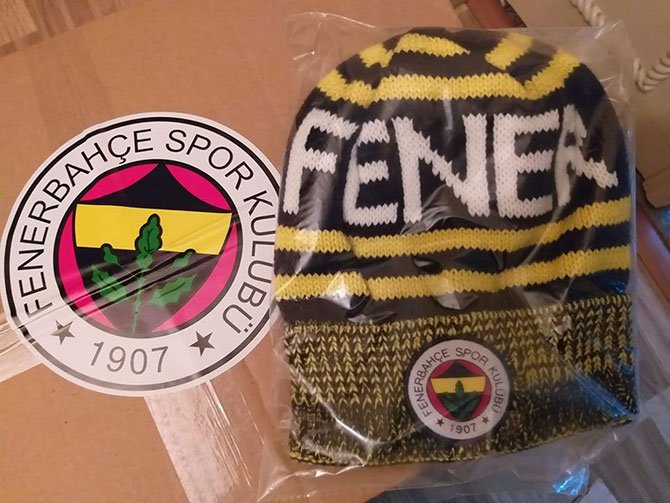 FENERBAHÇE SPOR KULÜBÜ
1907
FENER
FENERBAHÇE SPOR KULÜBÜ
1907